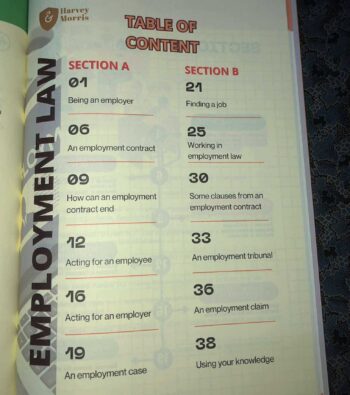 Harvey
& Morris
TABLE OF
CONTENT
EMPLOYMENT LAW
SECTION A
01
Being an employer
06
An employment contract
09
How can an employment
contract end
12
Acting for an employee
16
Acting for an employer
19
An employment case
SECTION B
21
Finding a job
25
Working in
employment law
30
Some clauses from an
employment contract
33
An employment tribunal
36
An employment claim
38
Using your knowledge